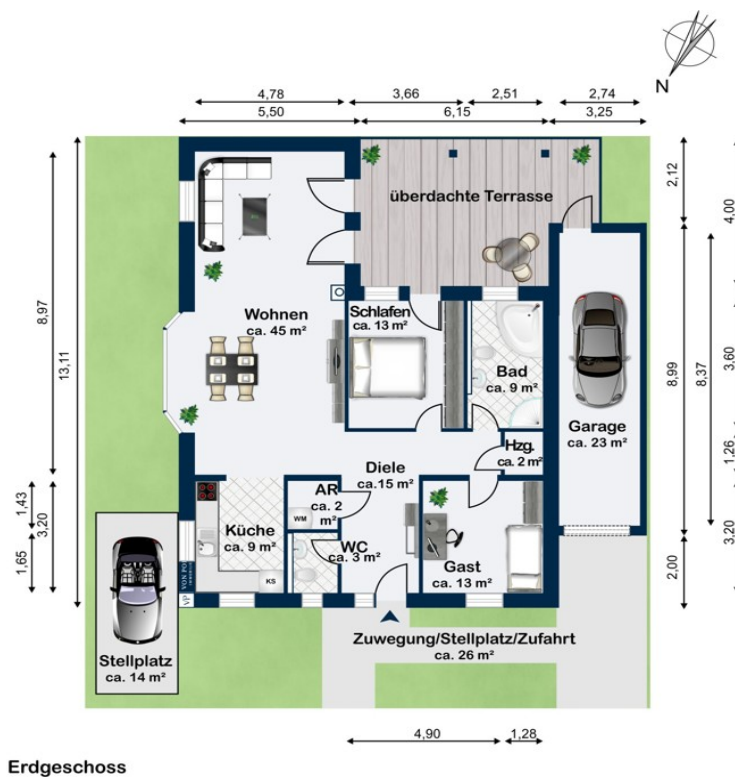 N
4,78
3,66
2,51
2,74
5,50
6,15
3,25
überdachte Terrasse
2,12
4,00
Wohnen
ca. 45 m²
Schlafen
ca. 13 m²
Bad
ca. 9 m²
8,97
13,11
8,99
8,37
3,60
Garage
ca. 23 m²
Hzg.
ca. 2 m²
1,26
Diele
ca.15 m²
AR
ca. 2
m²
WM
1,43
3,20
1,65
Küche
ca. 9 m²
KS
WC
ca. 3 m²
Gast
ca. 13 m²
3,20
2,00
VP
Stellplatz
ca. 14 m²
Zuwegung/Stellplatz/Zufahrt
ca. 26 m²
4,90
1,28
Erdgeschoss